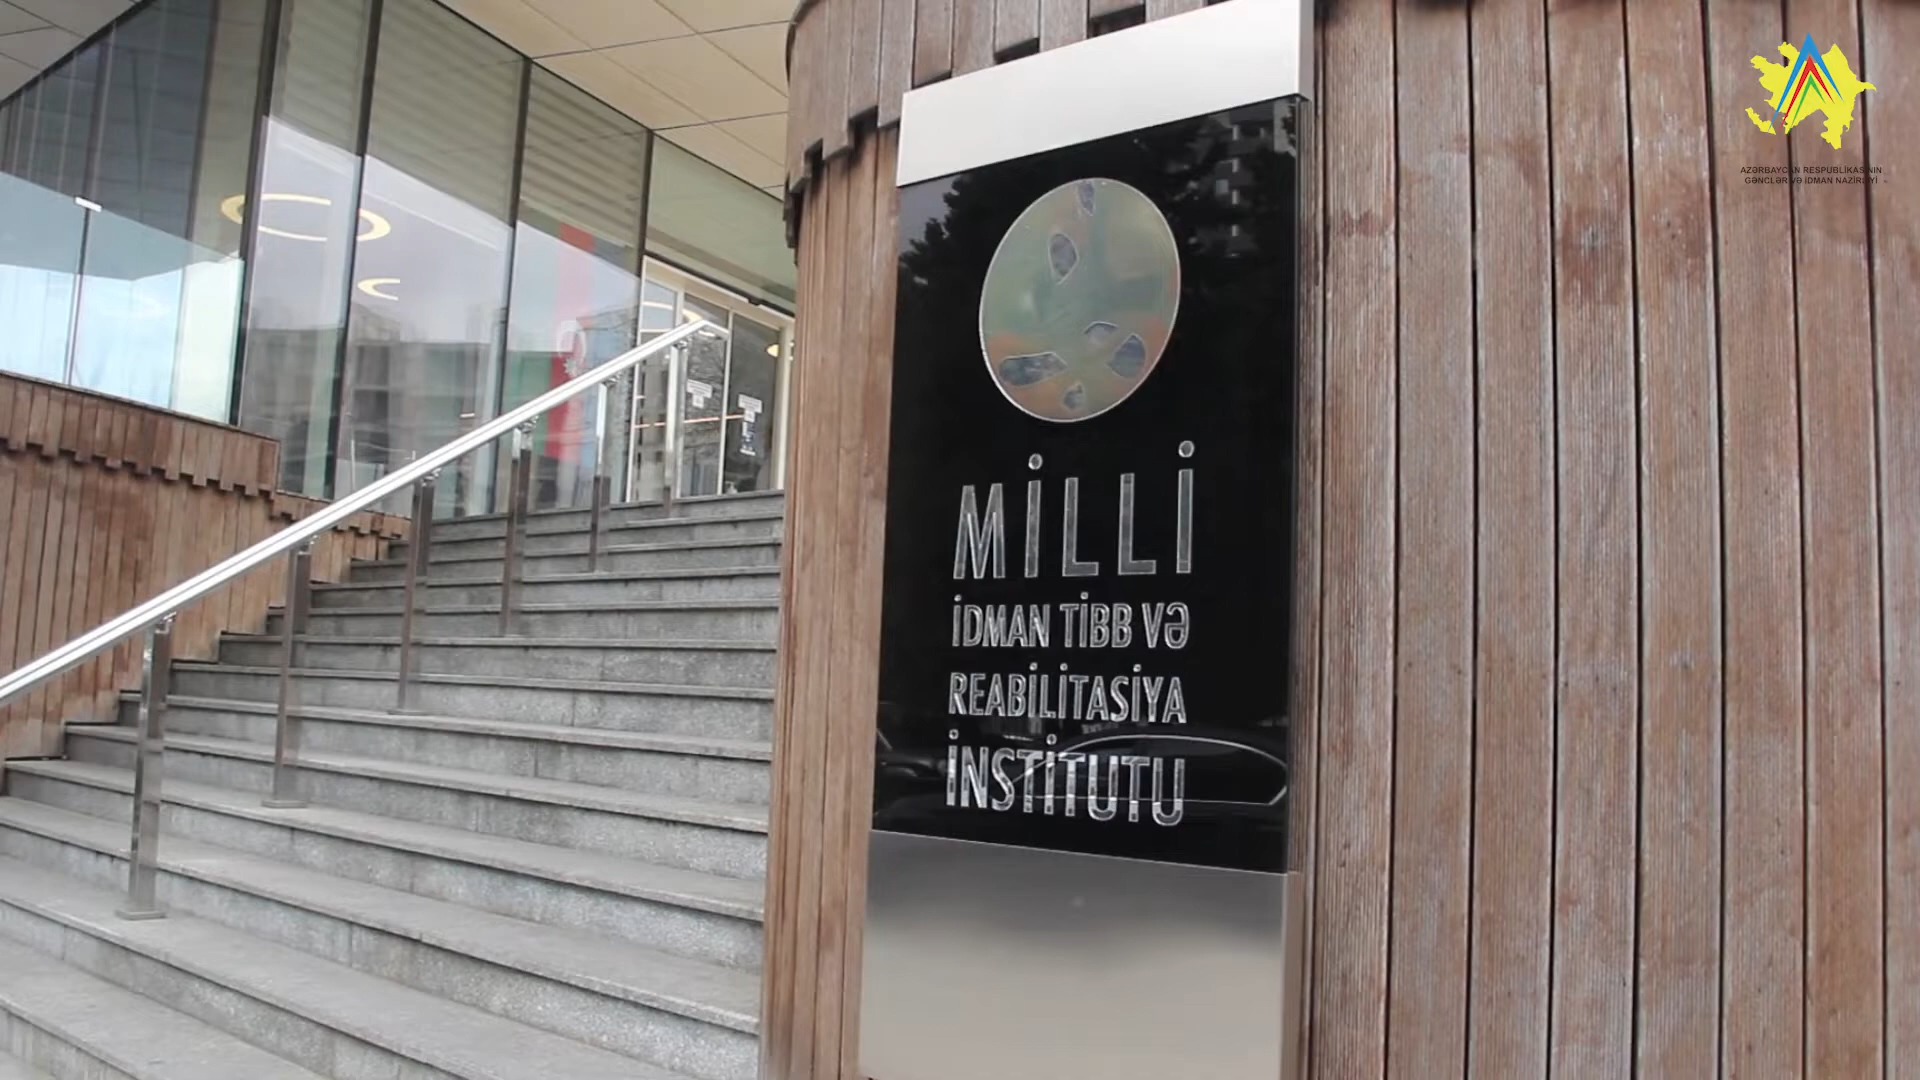 MİLLİ
İDMAN TİBB VƏ
REABİLİTASİYA
İNSTİTUTU
AZƏRBAYCAN RESPUBLİKASININ
GƏNCLƏR VƏ İDMAN NAZİRLİYİ